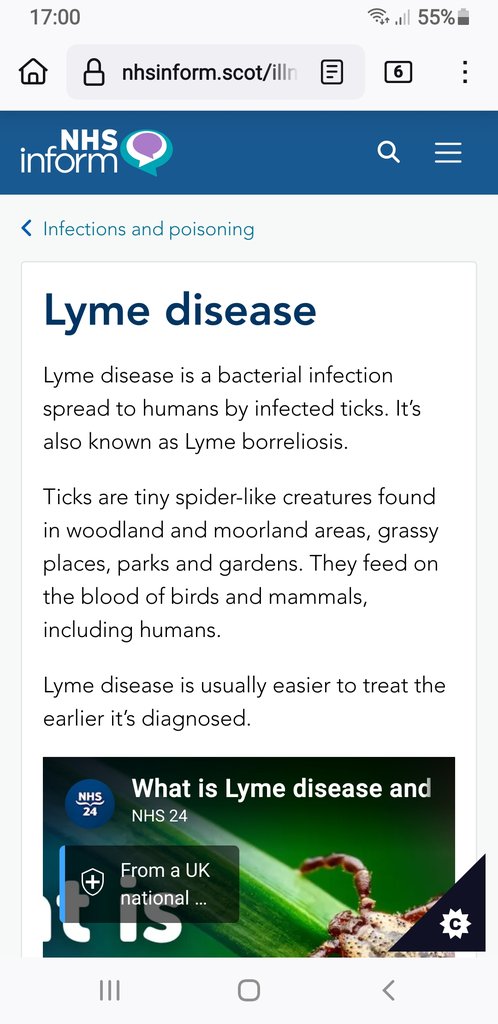 17:00 55%
nhsinform.scot/illn 6
NHS
inform
Infections and poisoning
Lyme disease
Lyme disease is a bacterial infection
spread to humans by infected ticks. It’s
also known as Lyme borreliosis.
Ticks are tiny spider-like creatures found
in woodland and moorland areas, grassy
places, parks and gardens. They feed on
the blood of birds and mammals,
including humans.
Lyme disease is usually easier to treat the
earlier it’s diagnosed.
What is Lyme disease and
NHS 24
NHS
24
From a UK
national ...
t is
C